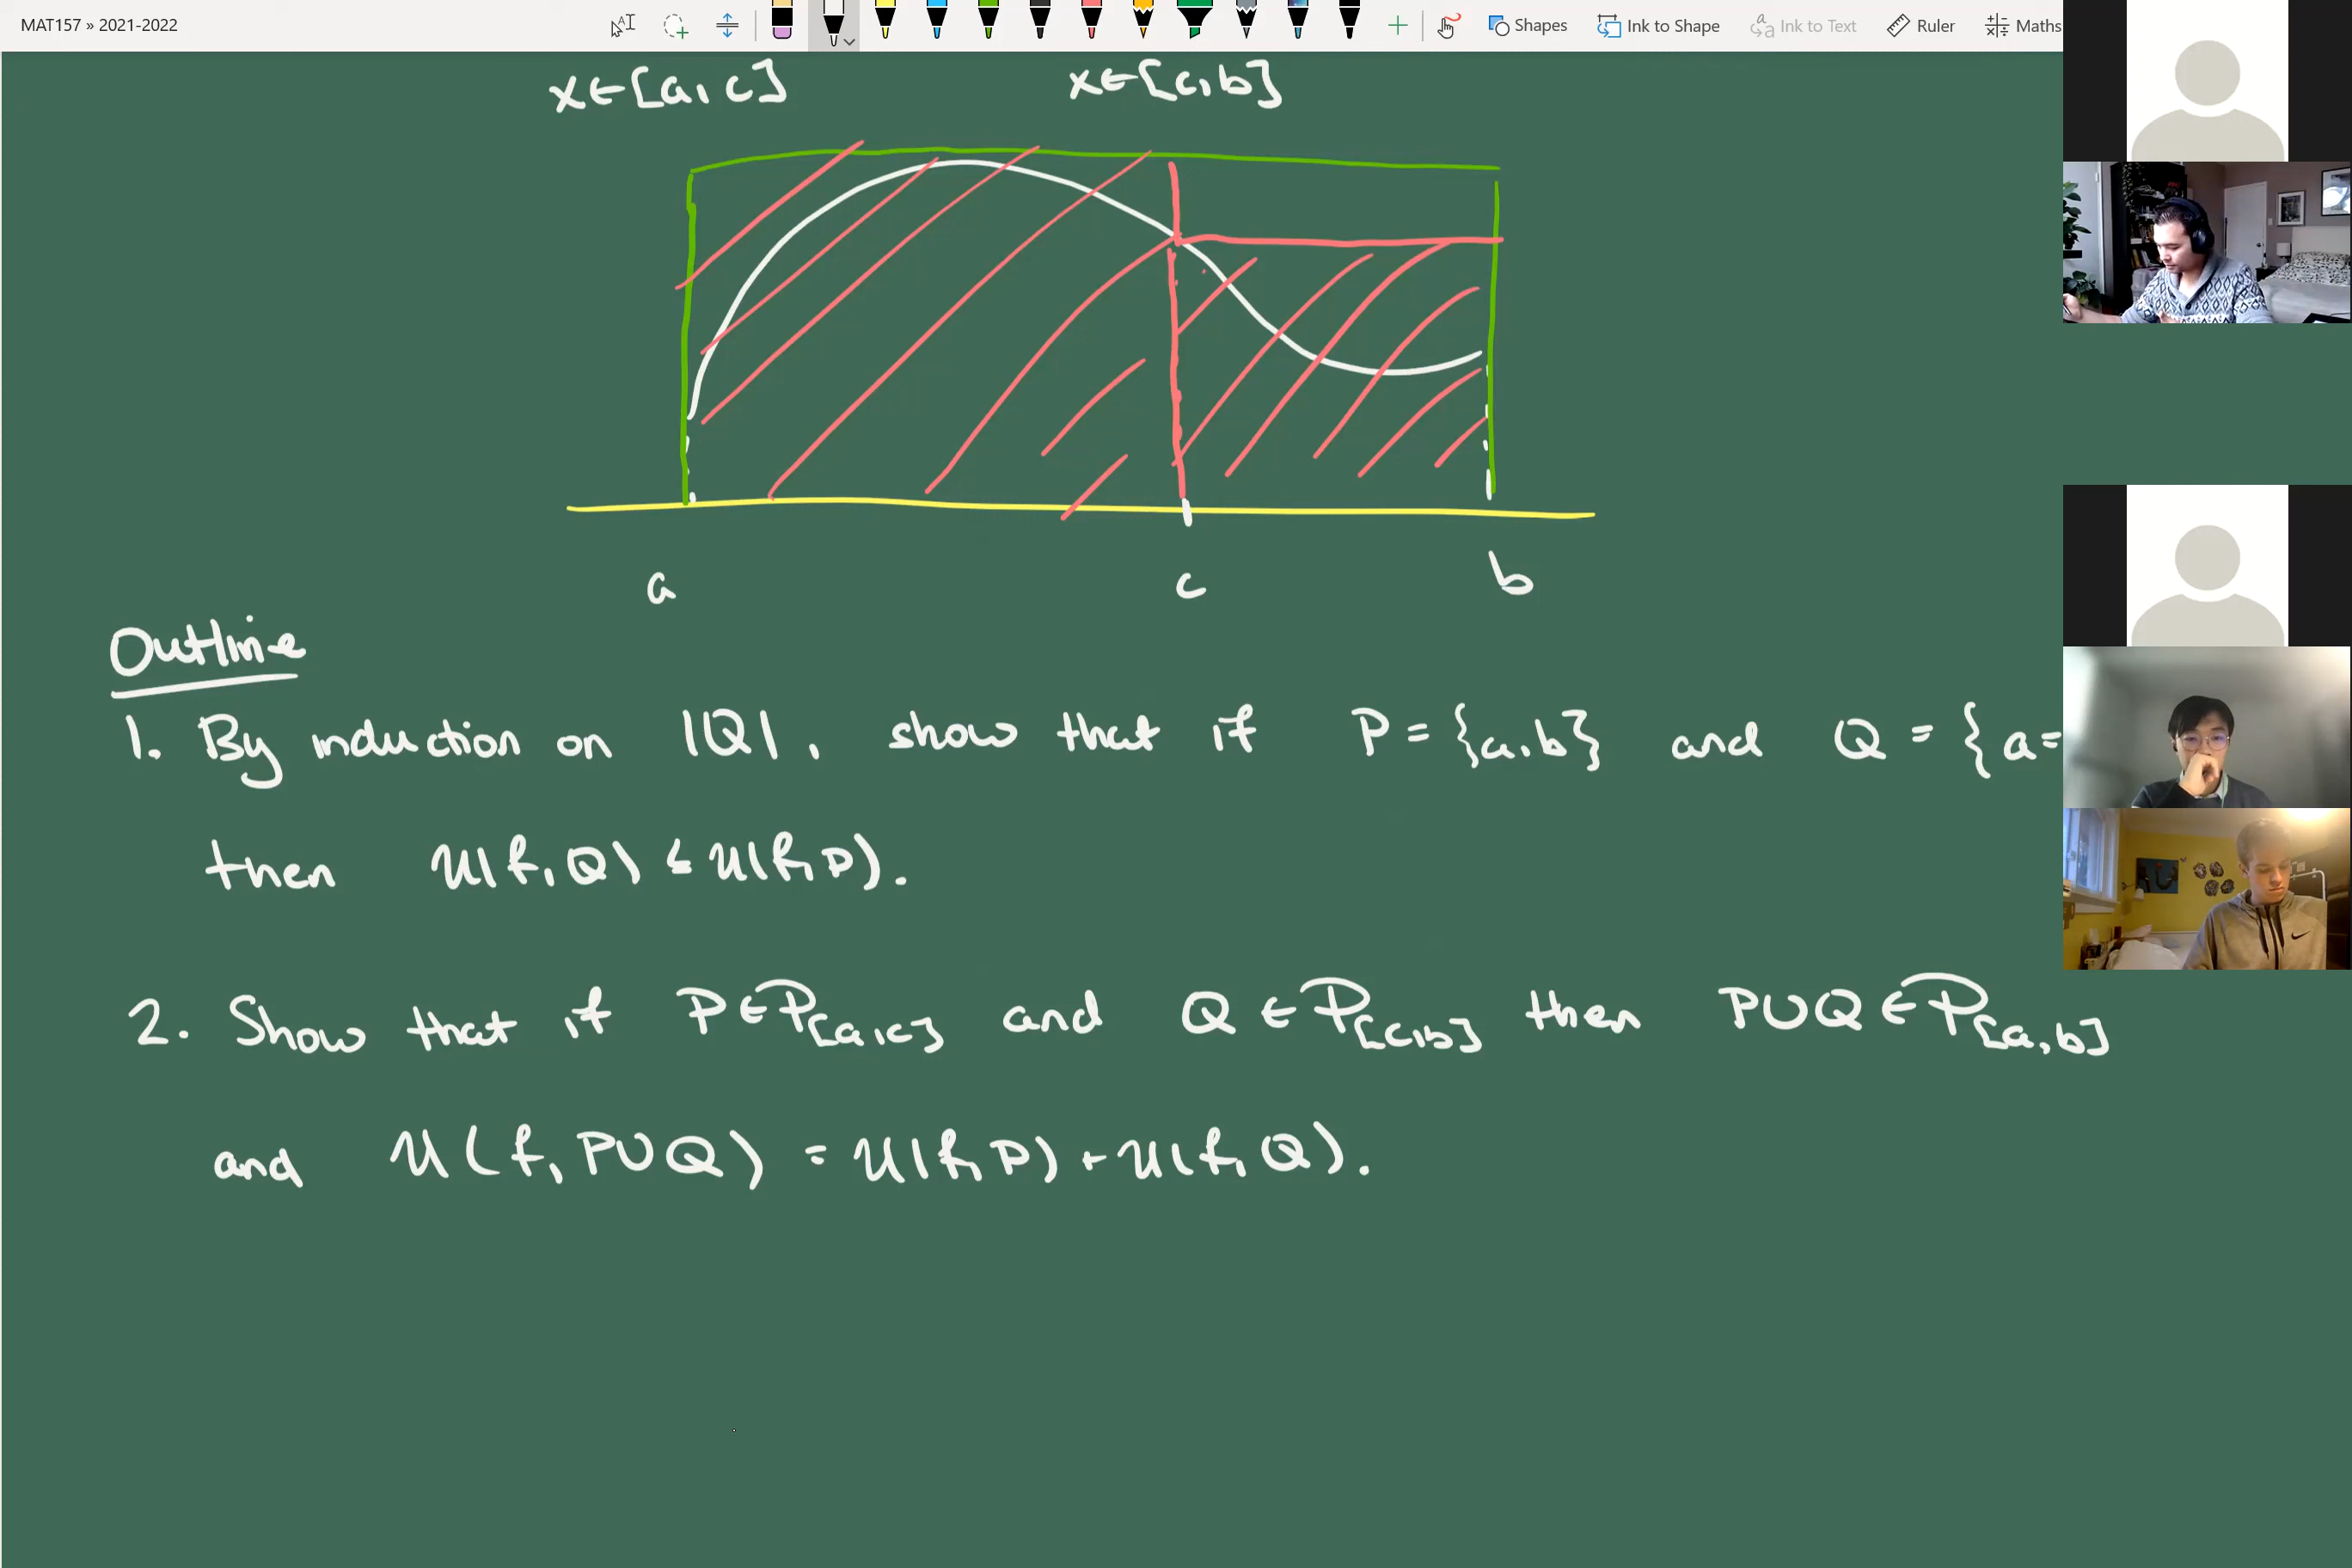 MAT157 » 2021-2022
Shapes Ink to Shape Ink to Text Ruler Maths
x∈[a,c] x∈[c,b]
a c b
Outline
1. By induction on |Q|, show that if P = {a,b} and Q = { a=
then U(f,Q) ≤ U(f,P).
2. Show that if P∈P[a,c] and Q ∈ P[c,b] then P∪Q ∈ P[a,b]
and U(f, P∪Q) = U(f,P) + U(f,Q).